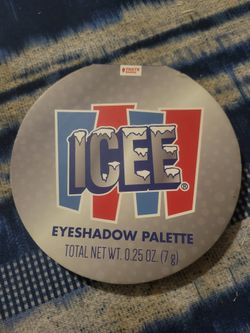 ICEE®
EYESHADOW PALETTE
TOTAL NET WT. 0.25 OZ. (7 g)